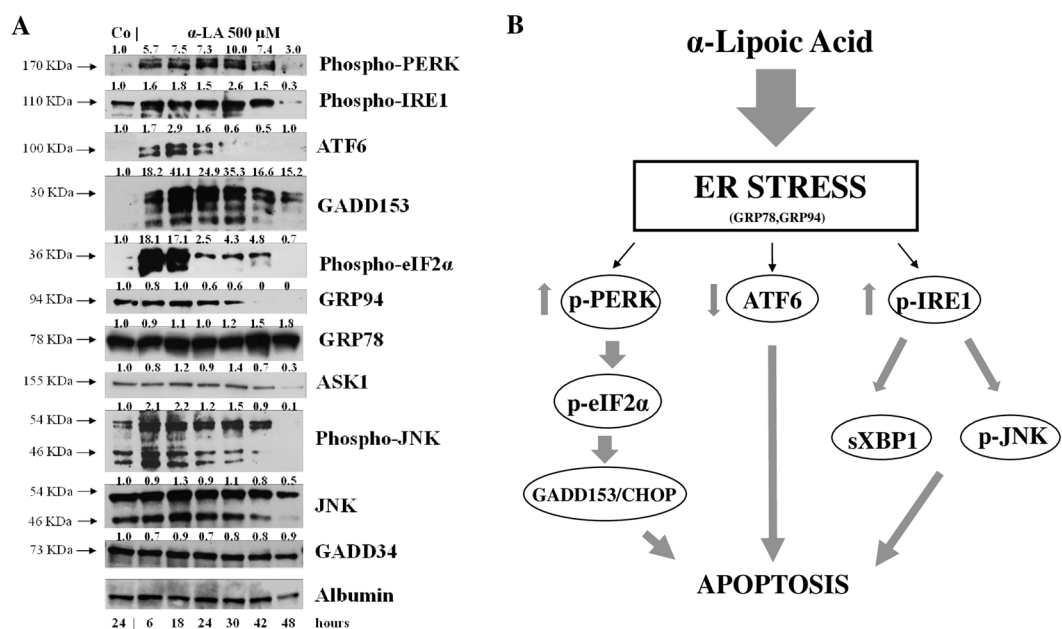 A
Co | α-LA 500 µM
1.0 5.7 7.5 7.3 10.0 7.4 3.0
170 KDa Phospho-PERK
1.0 1.6 1.8 1.5 2.6 1.5 0.3
110 KDa Phospho-IRE1
1.0 1.7 2.9 1.6 0.6 0.5 1.0
100 KDa ATF6
1.0 18.2 41.1 24.9 35.3 16.6 15.2
30 KDa GADD153
1.0 18.1 17.1 2.5 4.3 4.8 0.7
36 KDa Phospho-eIF2α
1.0 0.8 1.0 0.6 0.6 0 0
94 KDa GRP94
1.0 0.9 1.1 1.0 1.2 1.5 1.8
78 KDa GRP78
1.0 0.8 1.2 0.9 1.4 0.7 0.3
155 KDa ASK1
1.0 2.1 2.2 1.2 1.5 0.9 0.1
54 KDa
Phospho-JNK
46 KDa
1.0 0.9 1.3 0.9 1.1 0.8 0.5
54 KDa
JNK
46 KDa
1.0 0.7 0.9 0.7 0.8 0.8 0.9
73 KDa GADD34
Albumin
24 | 6 18 24 30 42 48 hours
B
α-Lipoic Acid
ER STRESS
(GRP78,GRP94)
p-PERK ATF6 p-IRE1
p-eIF2α
sXBP1 p-JNK
GADD153/CHOP
APOPTOSIS